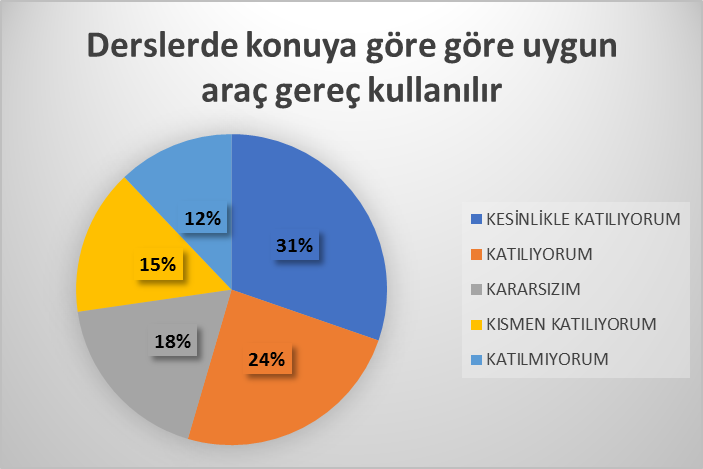 Derslerde konuya göre göre uygun
araç gereç kullanılır
31%
24%
18%
15%
12%
KESİNLİKLE KATILIYORUM
KATILIYORUM
KARARSIZIM
KISMEN KATILIYORUM
KATILMIYORUM